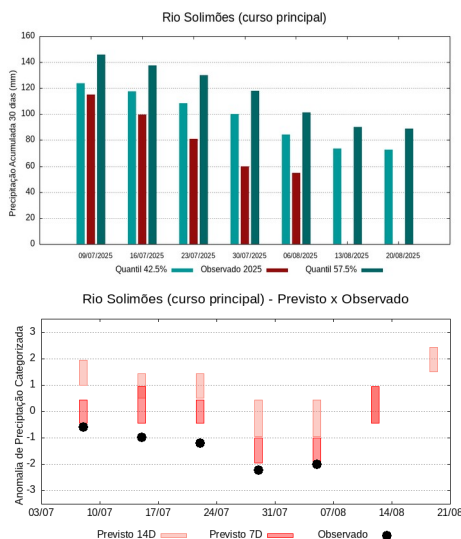 Rio Solimões (curso principal)
Precipitação Acumulada 30 dias (mm)
160
140
120
100
80
60
40
20
0
09/07/2025 16/07/2025 23/07/2025 30/07/2025 06/08/2025 13/08/2025 20/08/2025
Quantil 42.5% Observado 2025 Quantil 57.5%
Rio Solimões (curso principal) - Previsto x Observado
Anomalia de Preciptação Categorizada
3
2
1
0
-1
-2
-3
03/07 10/07 17/07 24/07 31/07 07/08 14/08 21/08
Previsto 14D Previsto 7D Observado